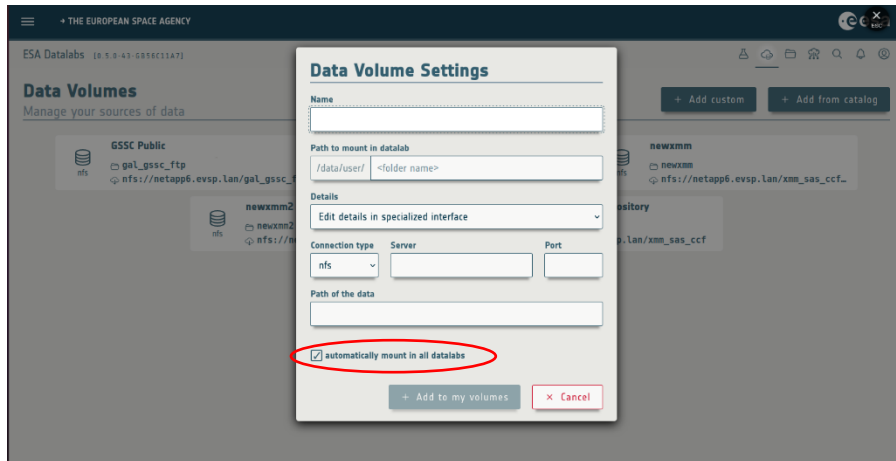 → THE EUROPEAN SPACE AGENCY
esa
ESC
ESA Datalabs
Data Volumes
Manage your sources of data
+ Add custom
+ Add from catalog
GSSC Public
nfs
gal_gssc_ftp
nfs://netapp6.evsp.lan/gal_gssc_f
newxmm
nfs
newxmm
nfs://netapp6.evsp.lan/xmm_sas_ccf…
newxmm2
nfs
newxmm2
nfs://n
ository
p.lan/xmm_sas_ccf
Data Volume Settings
Name
Path to mount in datalab
/data/user/ <folder name>
Details
Edit details in specialized interface
Connection type Server Port
nfs
Path of the data
automatically mount in all datalabs
+ Add to my volumes
× Cancel